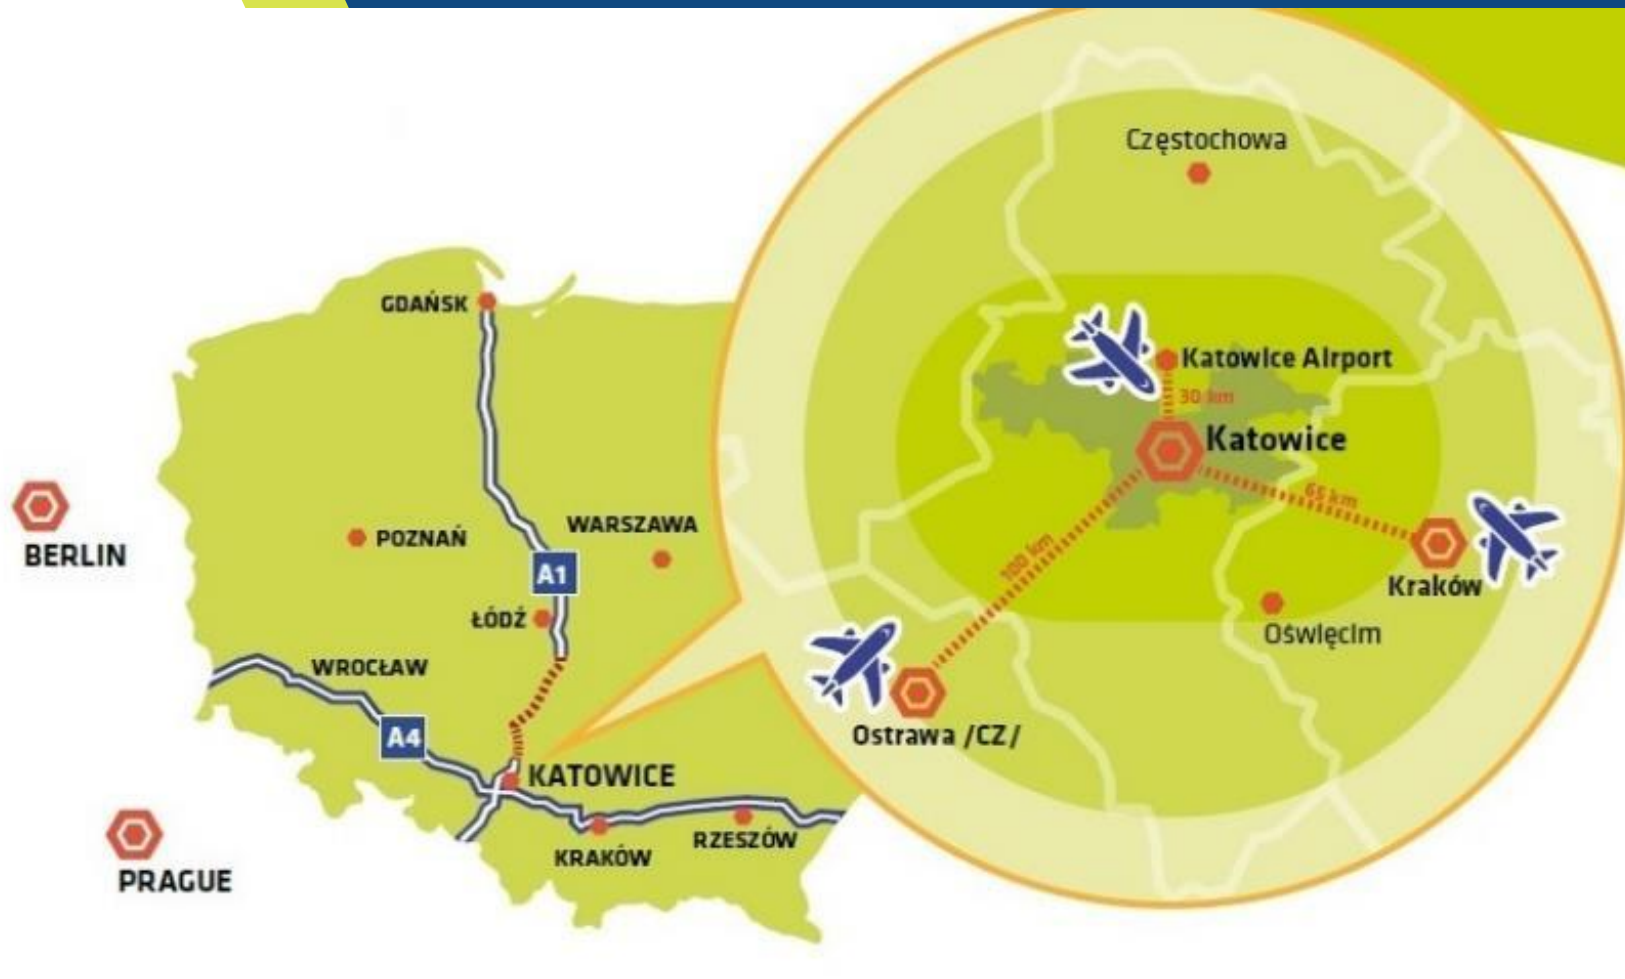 GDAŃSK
BERLIN
POZNAŃ
WARSZAWA
A1
ŁÓDŹ
WROCŁAW
A4
KATOWICE
KRAKÓW
RZESZÓW
PRAGUE
Częstochowa
Katowice Airport
30 km
Katowice
65 km
100 km
Kraków
Oświęcim
Ostrawa /CZ/